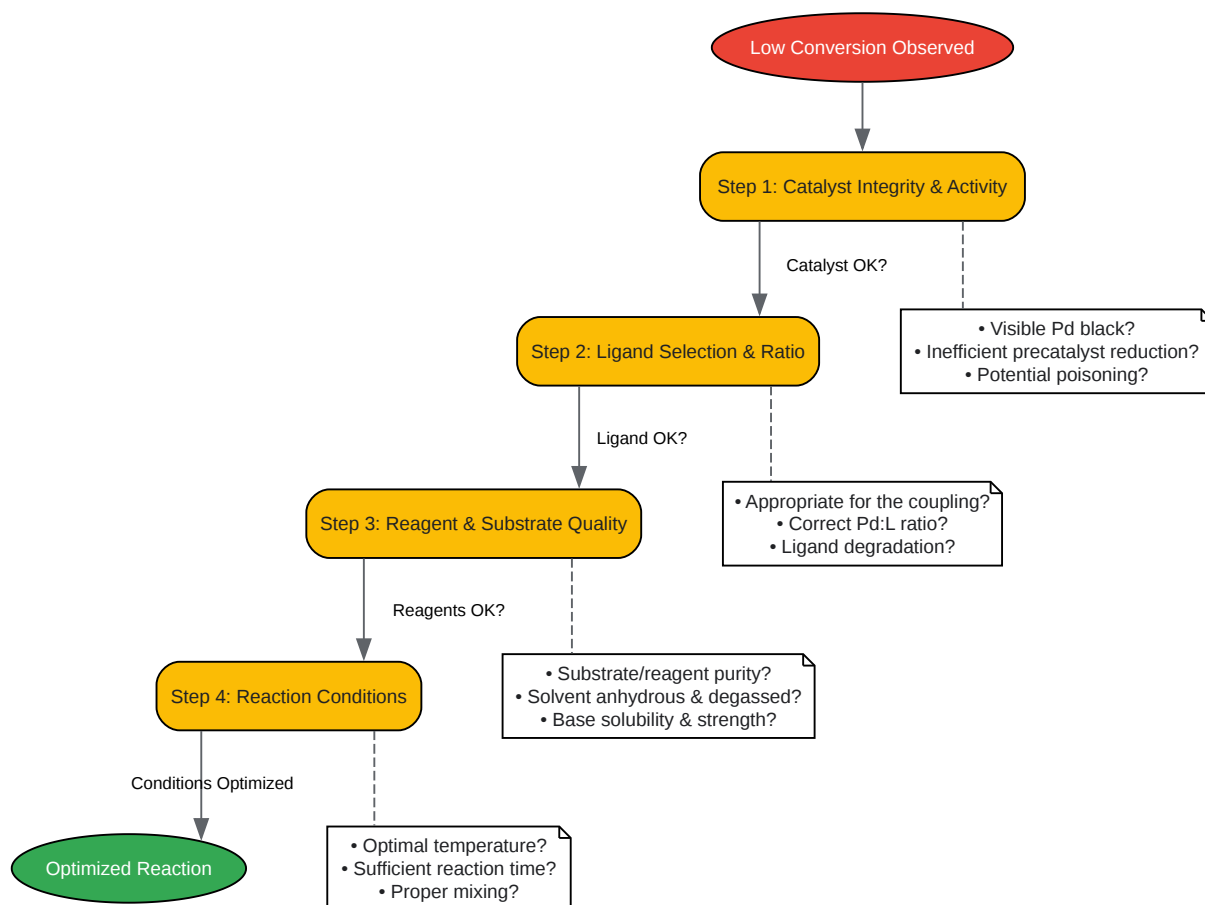 Low Conversion Observed
Step 1: Catalyst Integrity & Activity
Catalyst OK?
• Visible Pd black?
• Inefficient precatalyst reduction?
• Potential poisoning?
Step 2: Ligand Selection & Ratio
Ligand OK?
• Appropriate for the coupling?
• Correct Pd:L ratio?
• Ligand degradation?
Step 3: Reagent & Substrate Quality
Reagents OK?
• Substrate/reagent purity?
• Solvent anhydrous & degassed?
• Base solubility & strength?
Step 4: Reaction Conditions
Conditions Optimized
• Optimal temperature?
• Sufficient reaction time?
• Proper mixing?
Optimized Reaction